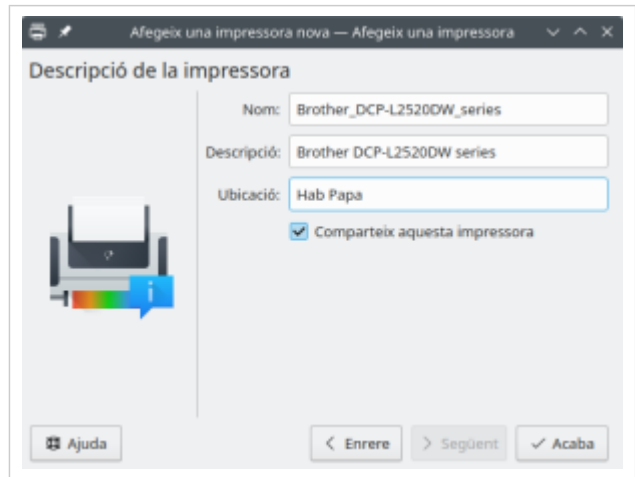 Afegeix una impressora nova — Afegeix una impressora
Descripció de la impressora
Nom: Brother_DCP-L2520DW_series
Descripció: Brother DCP-L2520DW series
Ubicació: Hab Papa
Comparteix aquesta impressora
Ajuda Enrere Següent Acaba